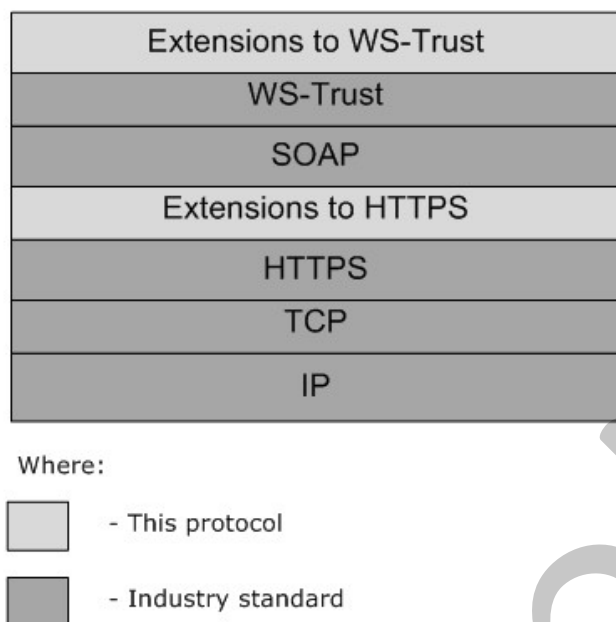 Extensions to WS-Trust
WS-Trust
SOAP
Extensions to HTTPS
HTTPS
TCP
IP
Where:
- This protocol
- Industry standard